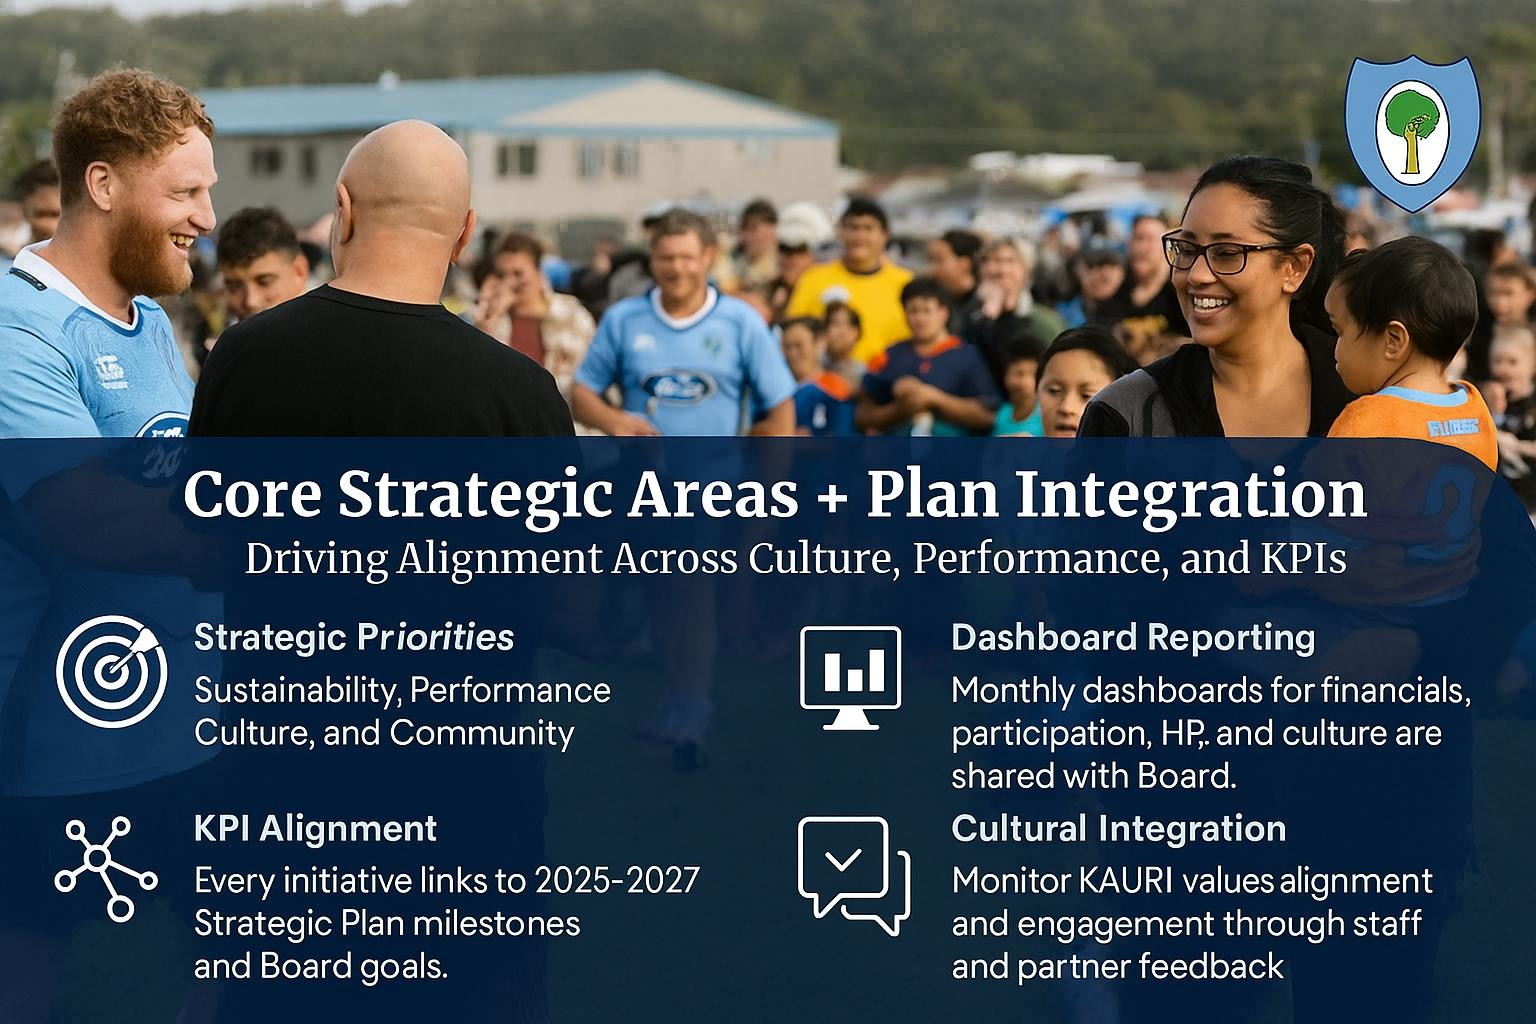 Core Strategic Areas + Plan Integration
Driving Alignment Across Culture, Performance, and KPIs
Strategic Priorities
Sustainability, Performance
Culture, and Community
KPI Alignment
Every initiative links to 2025-2027
Strategic Plan milestones
and Board goals.
Dashboard Reporting
Monthly dashboards for financials,
participation, HP,. and culture are
shared with Board.
Cultural Integration
Monitor KAURI values alignment
and engagement through staff
and partner feedback